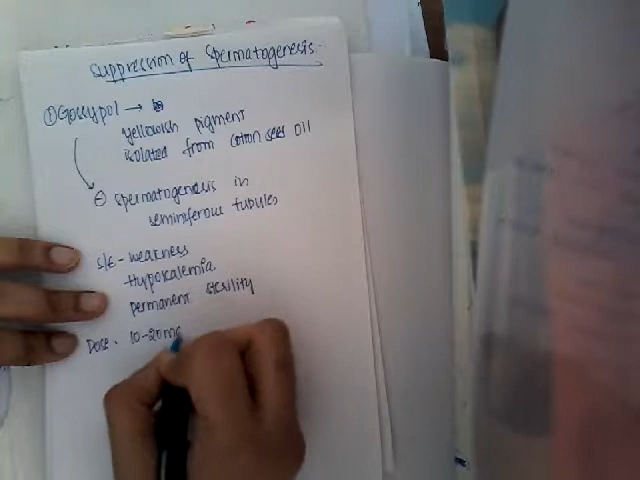 Suppression of Spermatogenesis.
① Gossypol →
yellowish pigment
isolated from cotton sees oil
⊖ spermatogenesis in
seminiferous tubules
S/E - weakness
Hypokalemia
permanent sterility
Dose - 10-20mg